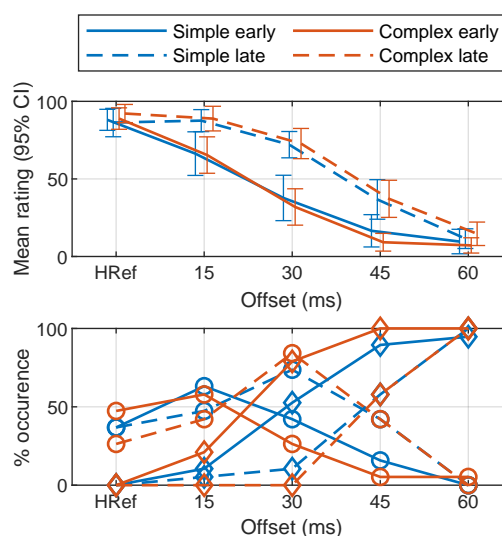 Simple early Complex early
Simple late Complex late
Mean rating (95% CI)
100
50
0
HRef 15 30 45 60
Offset (ms)
% occurence
100
50
0
HRef 15 30 45 60
Offset (ms)